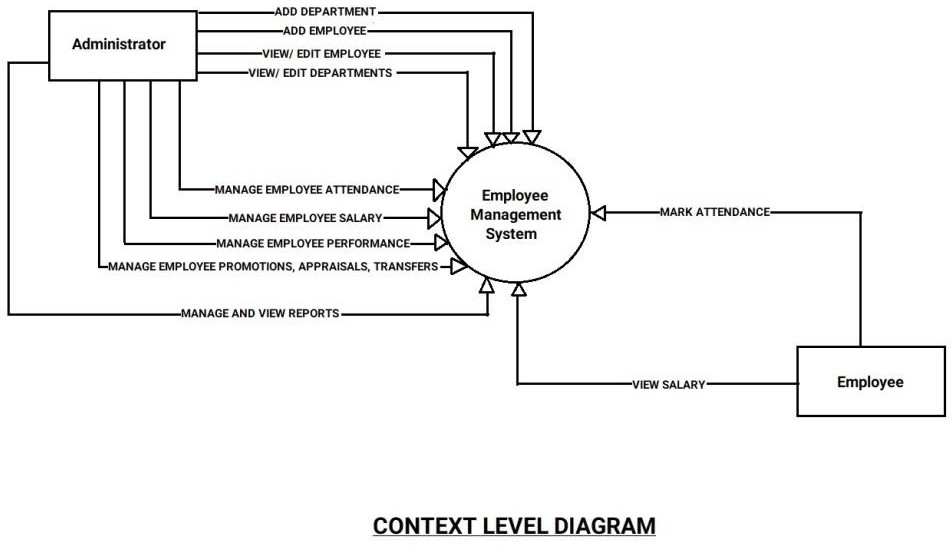 ADD DEPARTMENT
ADD EMPLOYEE
Administrator
VIEW/ EDIT EMPLOYEE
VIEW/ EDIT DEPARTMENTS
MANAGE EMPLOYEE ATTENDANCE
MANAGE EMPLOYEE SALARY
MANAGE EMPLOYEE PERFORMANCE
MANAGE EMPLOYEE PROMOTIONS, APPRAISALS, TRANSFERS
MANAGE AND VIEW REPORTS
Employee
Management
System
MARK ATTENDANCE
VIEW SALARY
Employee
CONTEXT LEVEL DIAGRAM